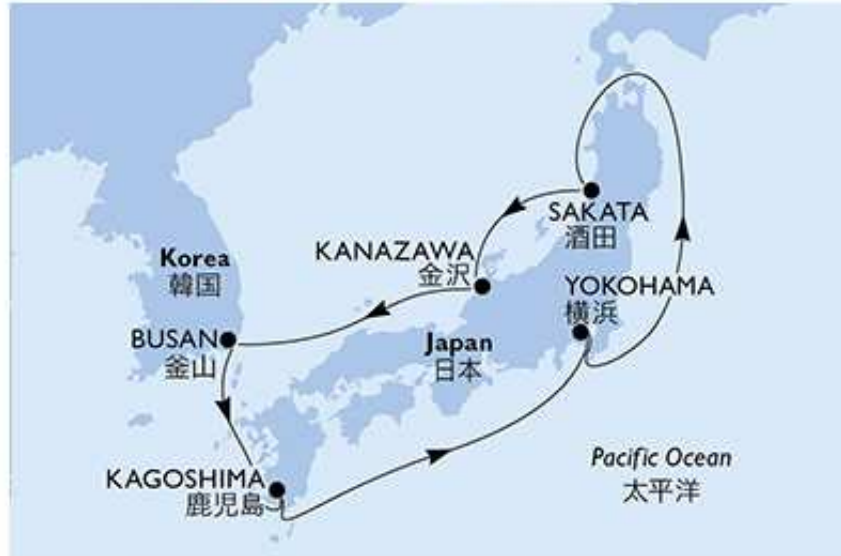 SAKATA
酒田
KANAZAWA
金沢
Korea
韓国
YOKOHAMA
横浜
BUSAN
釜山
Japan
日本
Pacific Ocean
太平洋
KAGOSHIMA
鹿児島